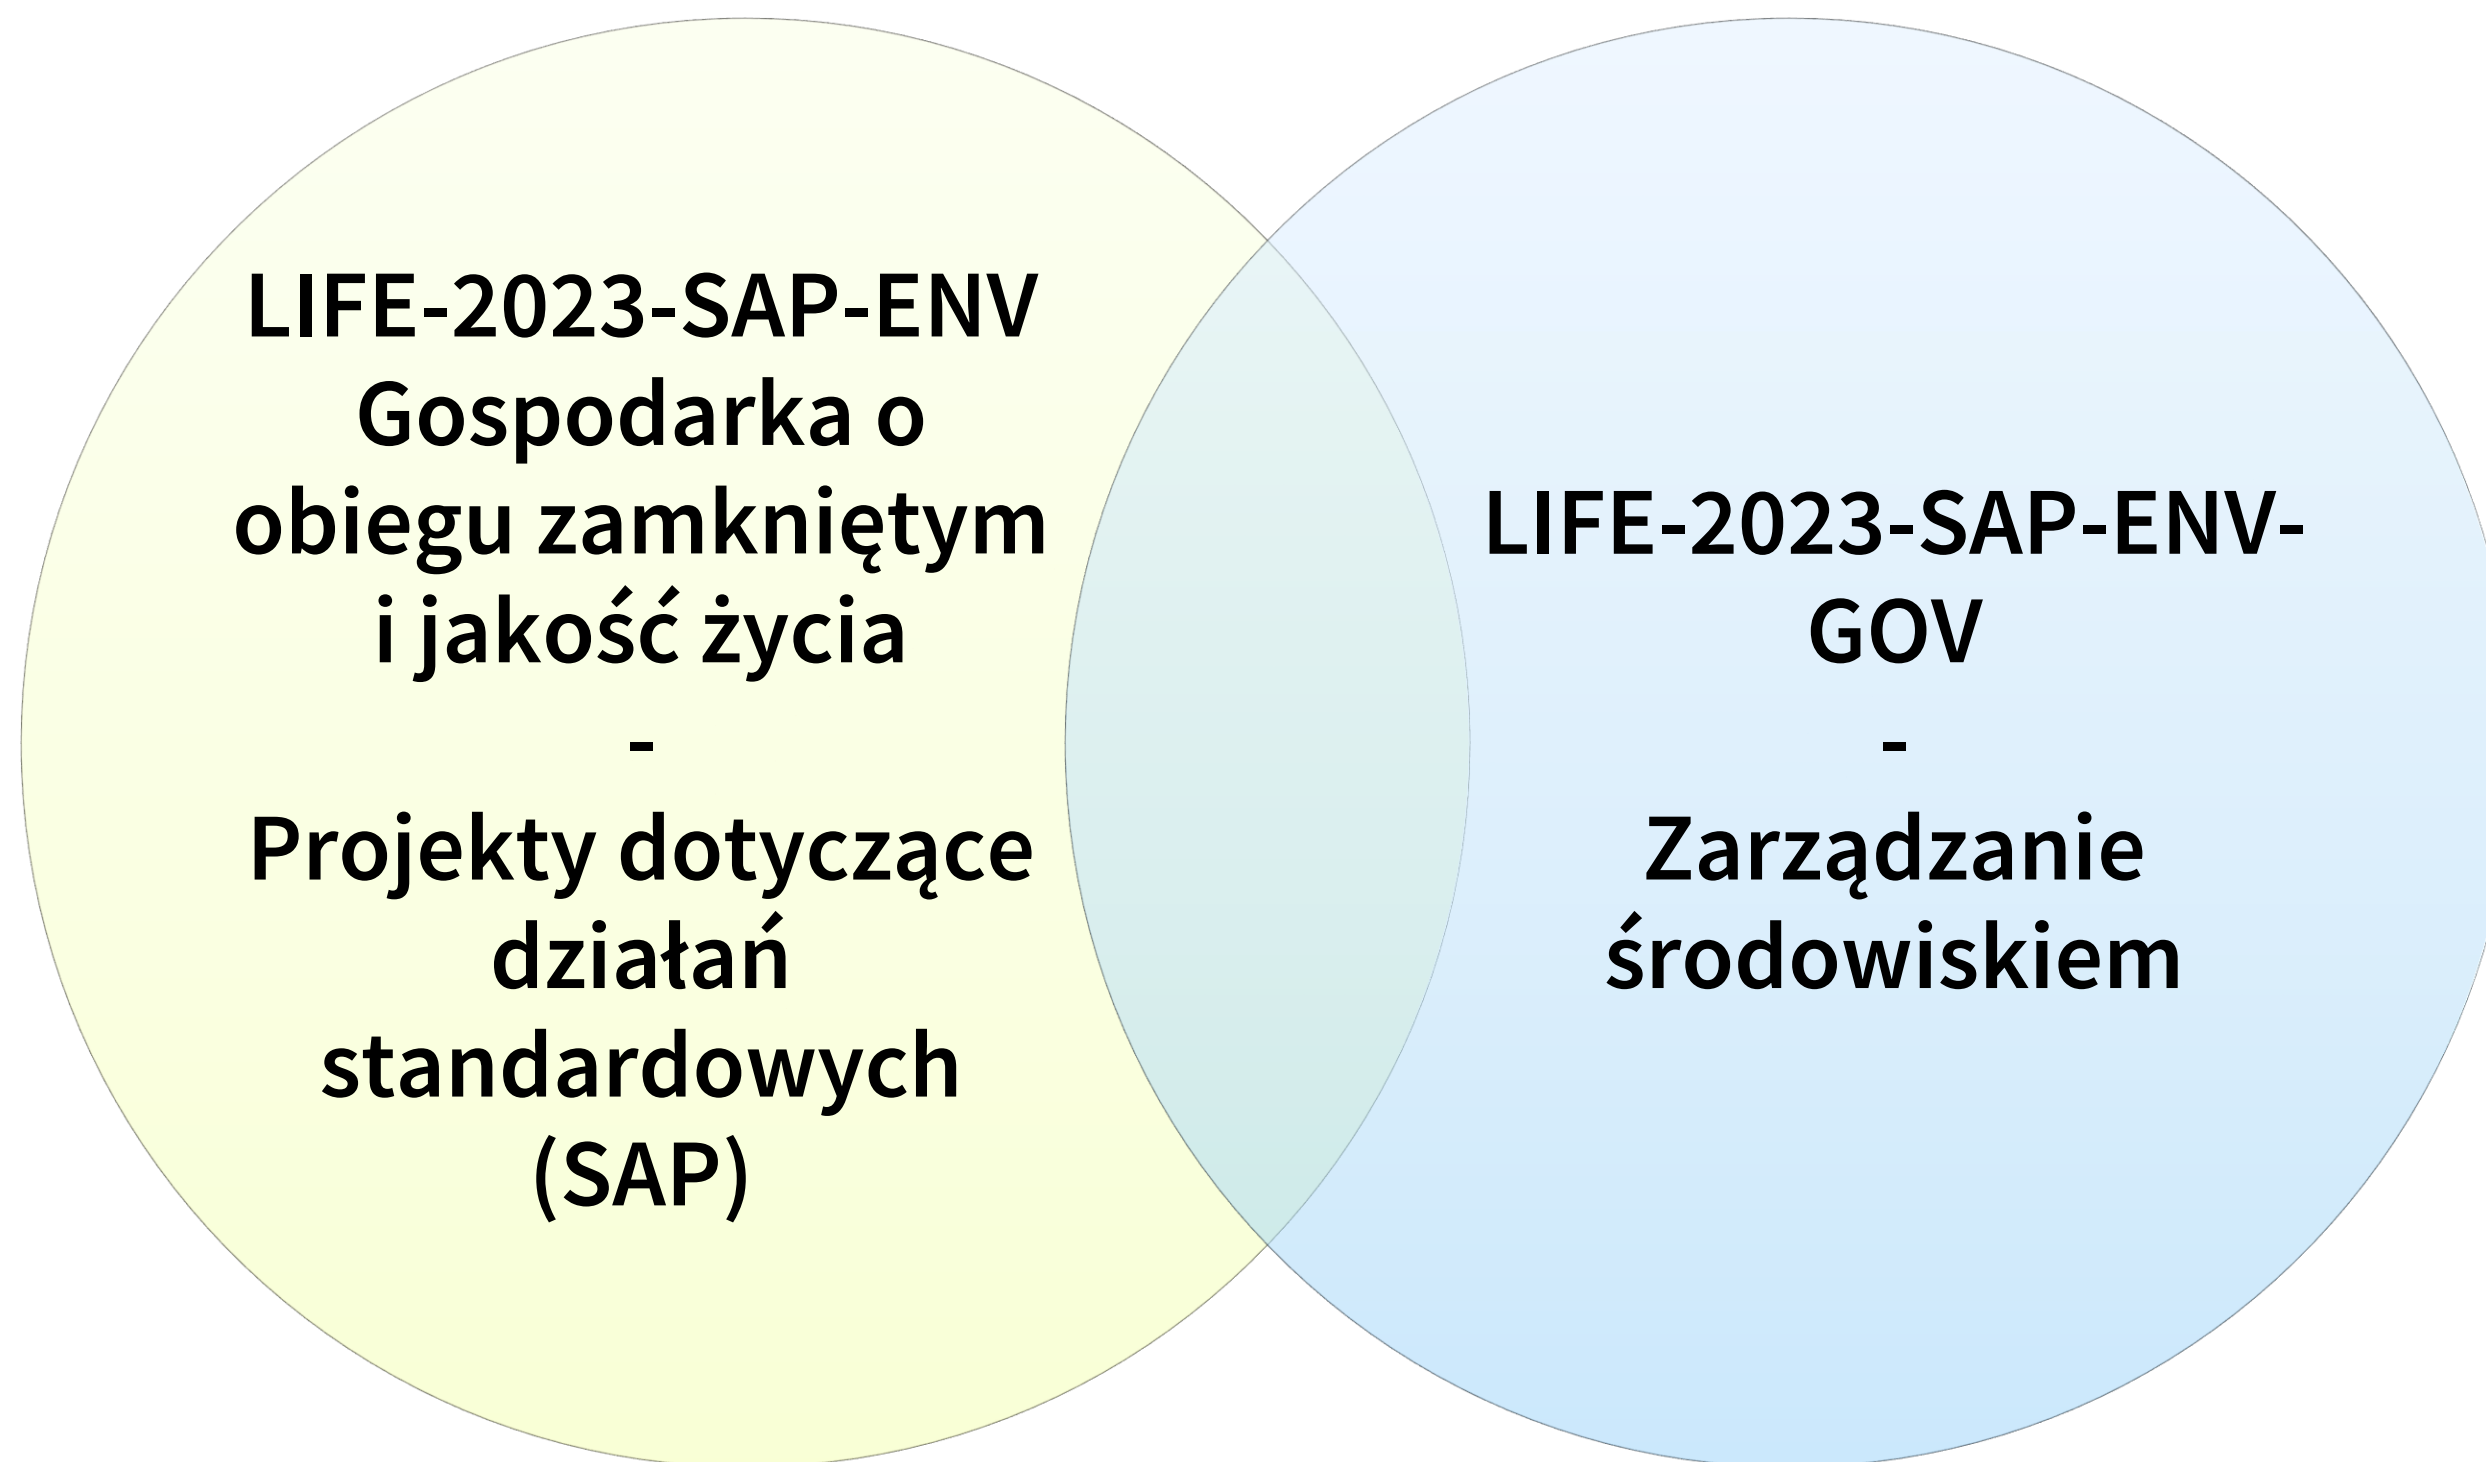 LIFE-2023-SAP-ENV
Gospodarka o
obiegu zamkniętym
i jakość życia
-
Projekty dotyczące
działań
standardowych
(SAP)
LIFE-2023-SAP-ENV-
GOV
-
Zarządzanie
środowiskiem